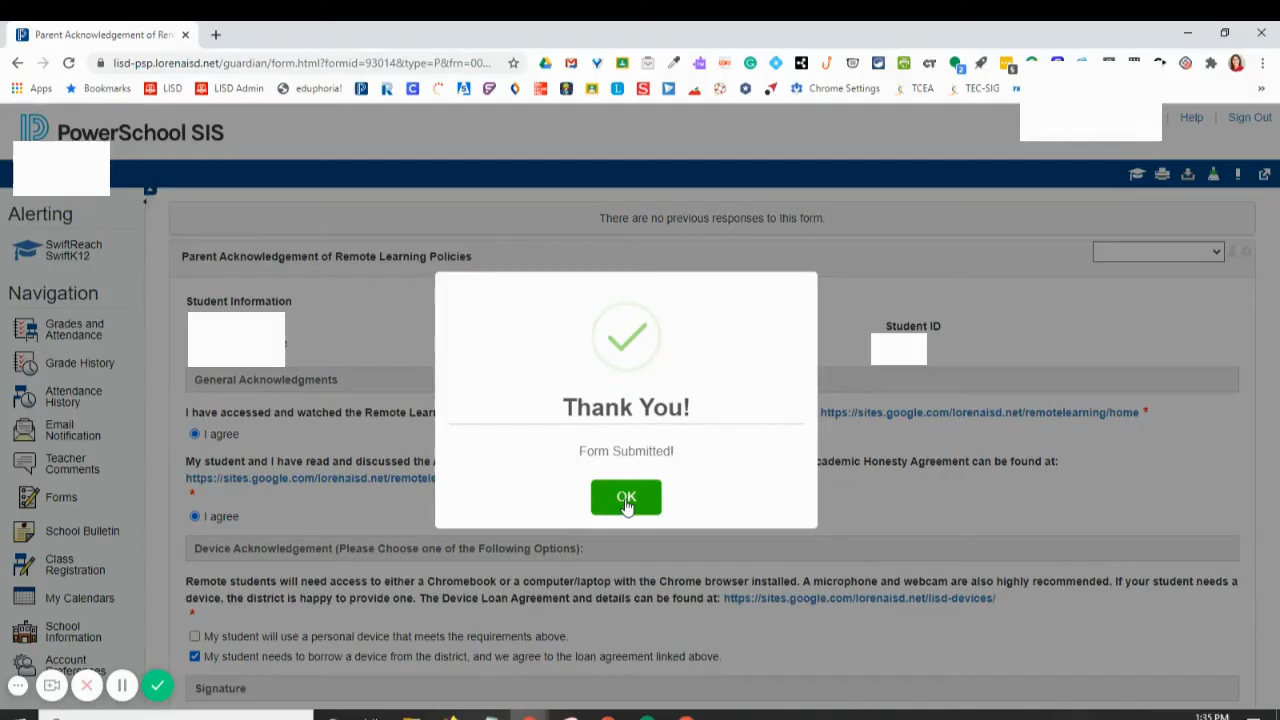 Parent Acknowledgement of Rem
lisd-psp.lorenaisd.net/guardian/form.html?formid=93014&type=P&frn=00...
Apps Bookmarks LISD LISD Admin eduphoria! Chrome Settings TCEA TEC-SIG
PowerSchool SIS
Help Sign Out
Alerting
SwiftReach
SwiftK12
Navigation
Grades and
Attendance
Grade History
Attendance
History
Email
Notification
Teacher
Comments
Forms
School Bulletin
Class
Registration
My Calendars
School
Information
Account
Preferences
There are no previous responses to this form.
Parent Acknowledgement of Remote Learning Policies
Student Information
Student ID
General Acknowledgments
I have accessed and watched the Remote Lear https://sites.google.com/lorenaisd.net/remotelearning/home *
I agree
My student and I have read and discussed the A cademic Honesty Agreement can be found at:
https://sites.google.com/lorenaisd.net/remotele
*
I agree
Thank You!
Form Submitted!
OK
Device Acknowledgement (Please Choose one of the Following Options):
Remote students will need access to either a Chromebook or a computer/laptop with the Chrome browser installed. A microphone and webcam are also highly recommended. If your student needs a
device, the district is happy to provide one. The Device Loan Agreement and details can be found at: https://sites.google.com/lorenaisd.net/lisd-devices/
*
My student will use a personal device that meets the requirements above.
My student needs to borrow a device from the district, and we agree to the loan agreement linked above.
Signature
1:35 PM